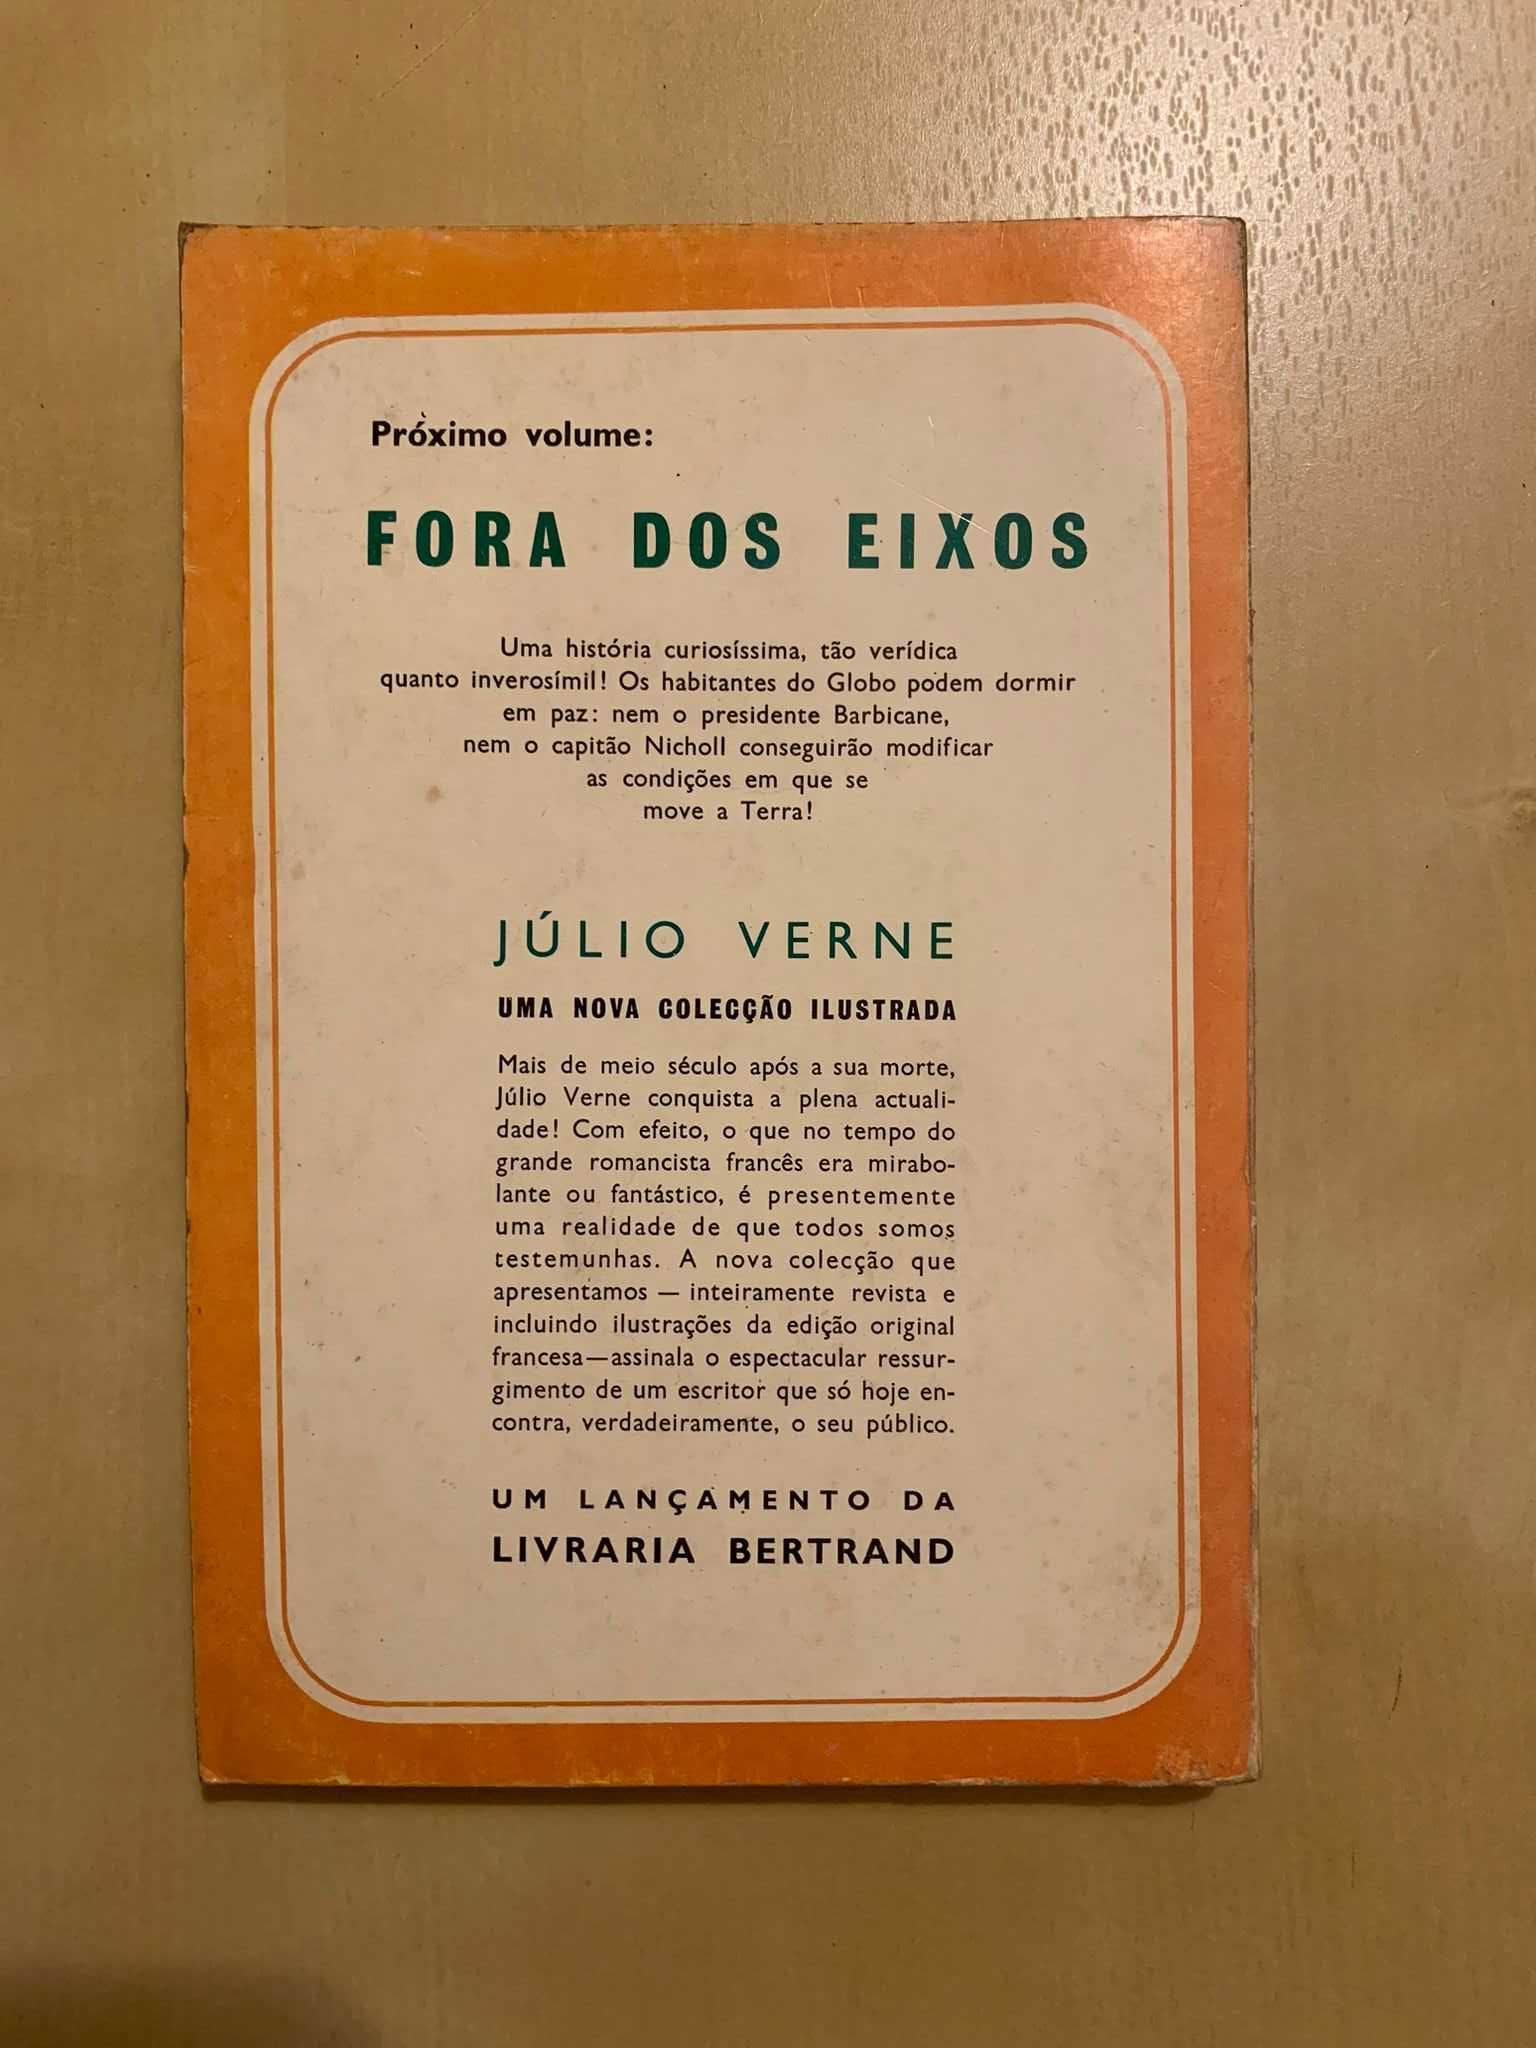 Próximo volume:
FORA DOS EIXOS
Uma história curiosíssima, tão verídica
quanto inverosímil! Os habitantes do Globo podem dormir
em paz: nem o presidente Barbicane,
nem o capitão Nicholl conseguirão modificar
as condições em que se
move a Terra!
JÚLIO VERNE
UMA NOVA COLECÇÃO ILUSTRADA
Mais de meio século após a sua morte,
Júlio Verne conquista a plena actuali-
dade! Com efeito, o que no tempo do
grande romancista francês era mirabo-
lante ou fantástico, é presentemente
uma realidade de que todos somos
testemunhas. A nova colecção que
apresentamos — inteiramente revista e
incluindo ilustrações da edição original
francesa—assinala o espectacular ressur-
gimento de um escritor que só hoje en-
contra, verdadeiramente, o seu público.
UM LANÇAMENTO DA
LIVRARIA BERTRAND